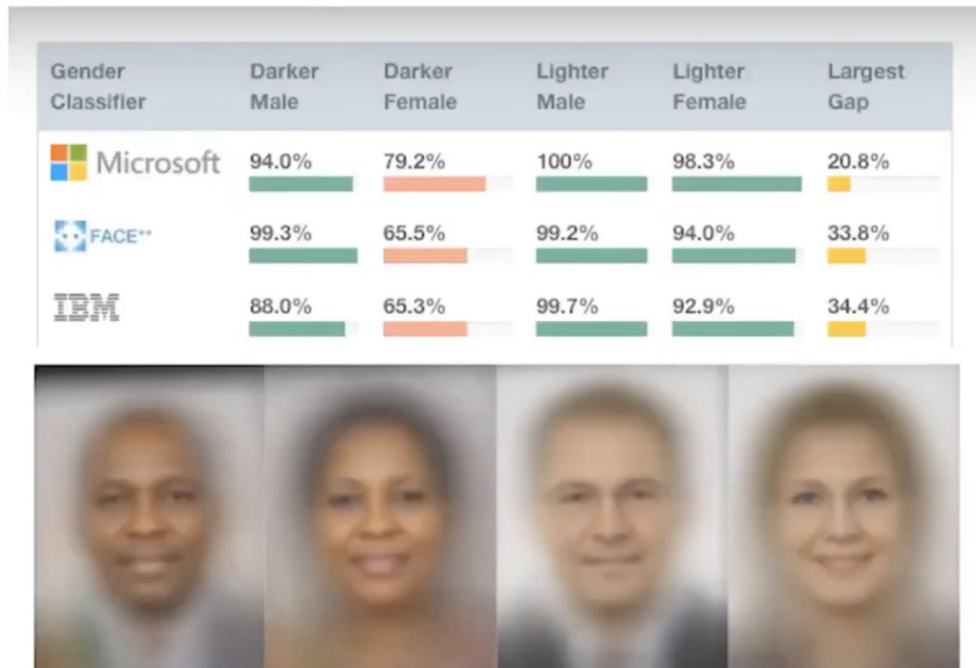 Gender Classifier Darker Male Darker Female Lighter Male Lighter Female Largest Gap
Microsoft 94.0% 79.2% 100% 98.3% 20.8%
FACE++ 99.3% 65.5% 99.2% 94.0% 33.8%
IBM 88.0% 65.3% 99.7% 92.9% 34.4%